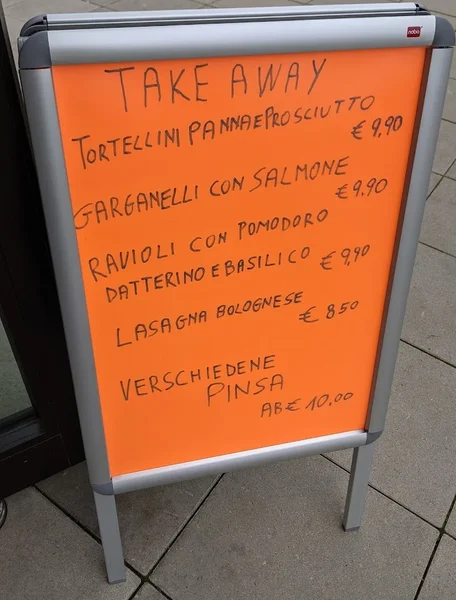 nobo
TAKE AWAY
TORTELLINI PANNA E PROSCIUTTO
€ 9,90
GARGANELLI CON SALMONE
€ 9.90
RAVIOLI CON POMODORO
DATTERINO E BASILICO € 9,90
LASAGNA BOLOGNESE
€ 8 50
VERSCHIEDENE
PINSA
AB € 10,00